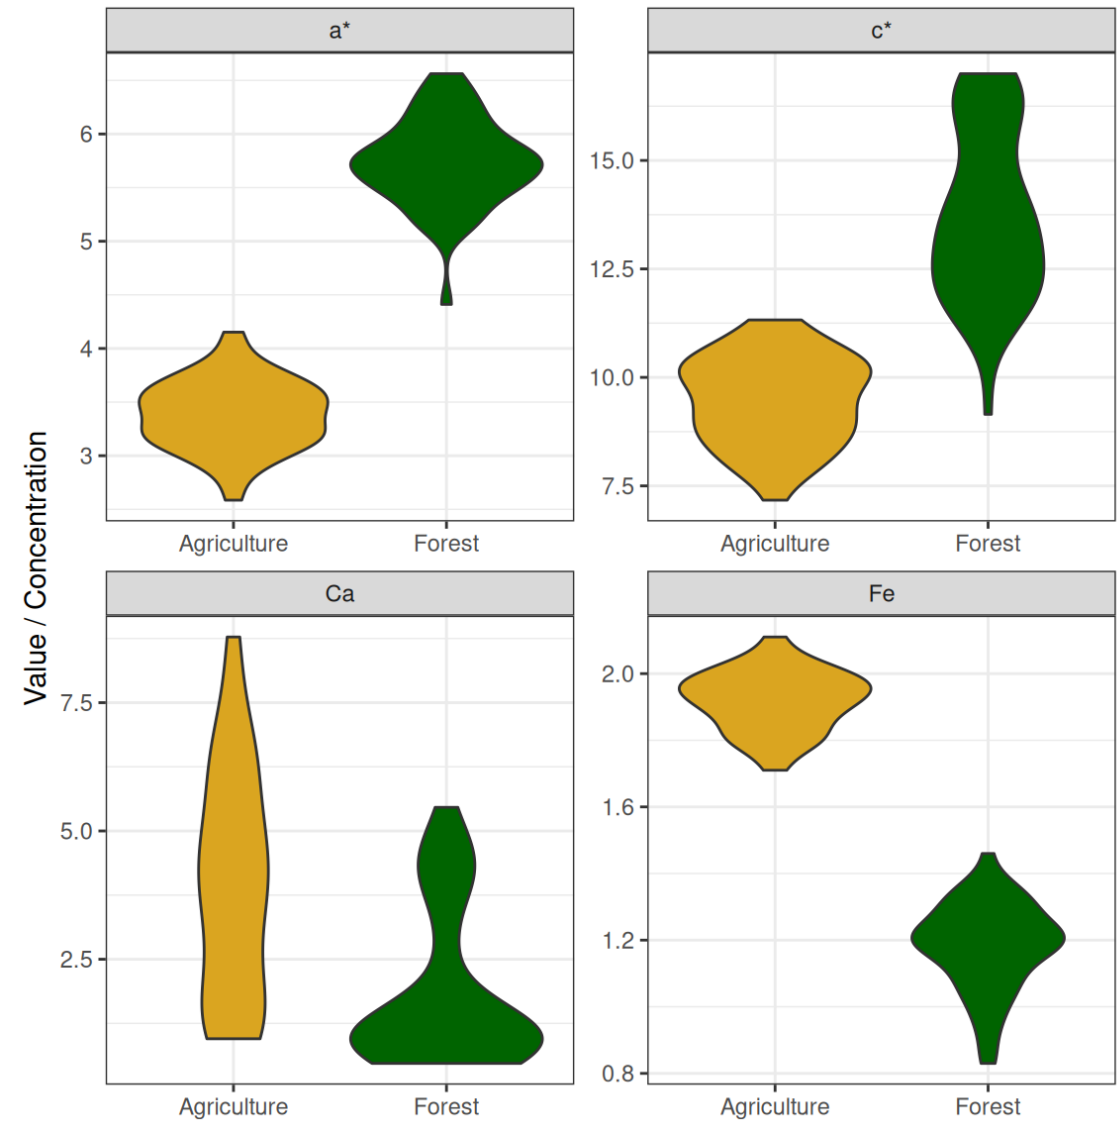 a*
c*
6
5
4
3
15.0
12.5
10.0
7.5
Agriculture Forest
Agriculture Forest
Value / Concentration
Ca
Fe
7.5
5.0
2.5
2.0
1.6
1.2
0.8
Agriculture Forest
Agriculture Forest